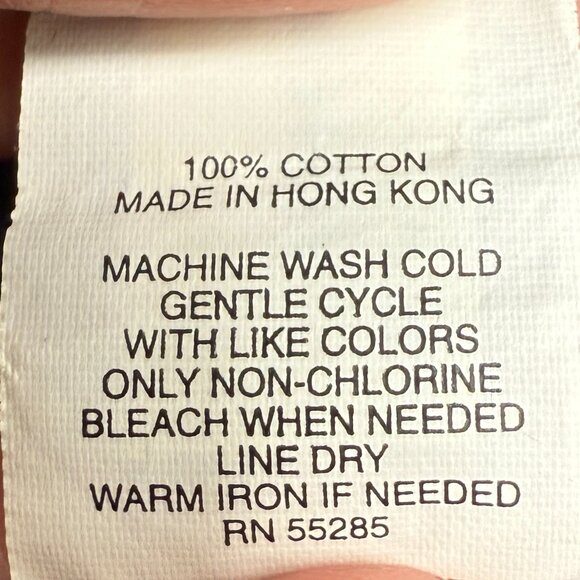 100% COTTON
MADE IN HONG KONG
MACHINE WASH COLD
GENTLE CYCLE
WITH LIKE COLORS
ONLY NON-CHLORINE
BLEACH WHEN NEEDED
LINE DRY
WARM IRON IF NEEDED
RN 55285